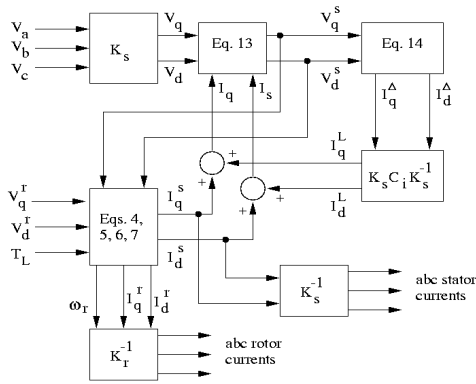 V_a
V_b
V_c
K_s
V_q
V_d
Eq. 13
V_q^s
V_d^s
Eq. 14
I_q
I_s
I_q^Δ
I_d^Δ
+
+
+
+
I_q^L
I_d^L
K_s C_i K_s^-1
V_q^r
V_d^r
T_L
Eqs. 4,
5, 6, 7
I_q^s
I_d^s
ω_r
I_q^r
I_d^r
K_s^-1
abc stator
currents
K_r^-1
abc rotor
currents